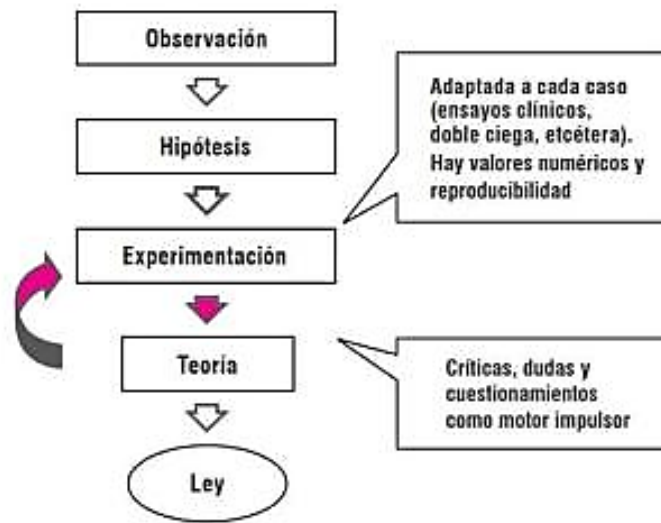 Observación
Hipótesis
Experimentación
Teoría
Ley
Adaptada a cada caso
(ensayos clínicos,
doble ciega, etcétera).
Hay valores numéricos y
reproducibilidad
Críticas, dudas y
cuestionamientos
como motor impulsor